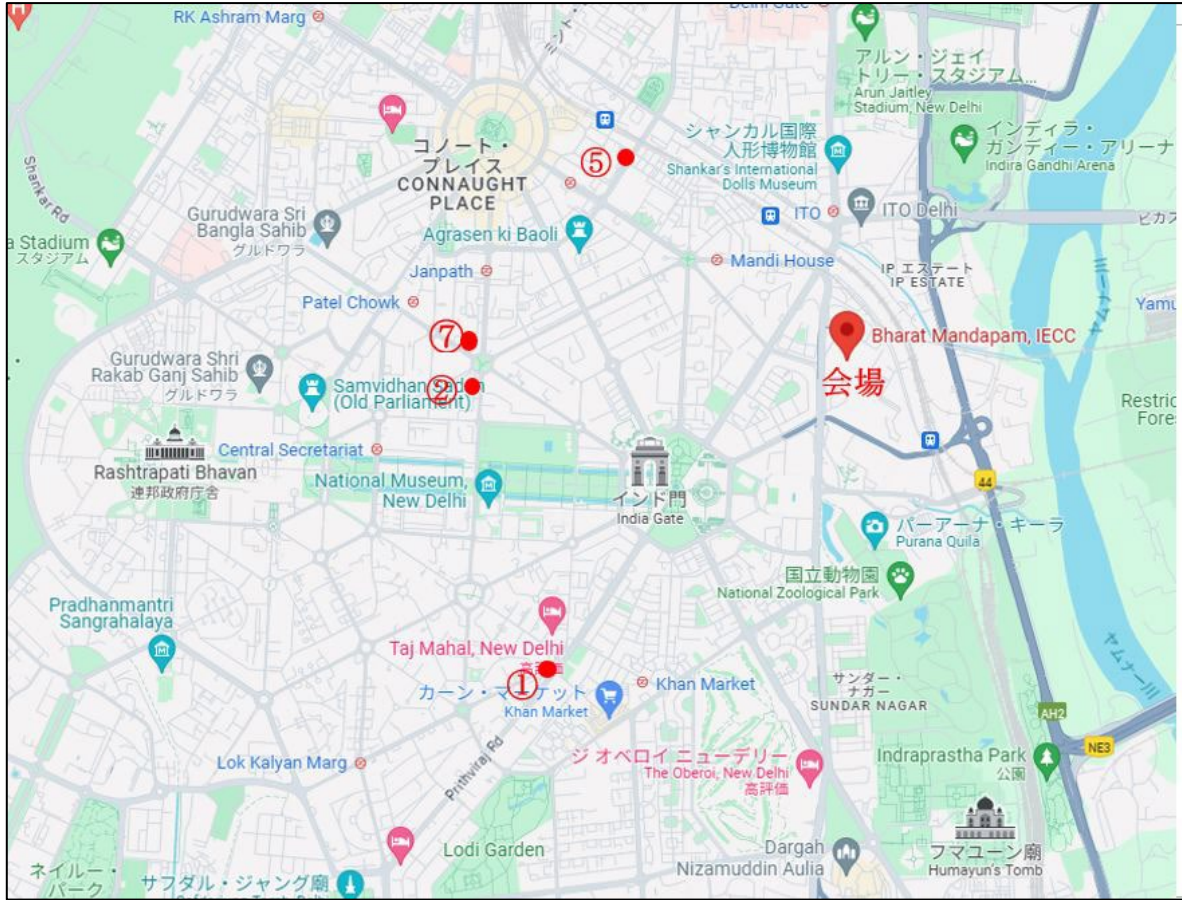 RK Ashram Marg
アルン・ジェイ
トリー・スタジアム...
Arun Jaitley
Stadium, New Delhi
シャンカル国際
人形博物館
Shankar's International
Dolls Museum
インディラ・
ガンディー・アリーナ
Indira Gandhi Arena
コノート・
プレイス
CONNAUGHT
PLACE
⑤
Shankar Rd
Gurudwara Sri
Bangla Sahib
グルドワラ
Agrasen ki Baoli
ITO
ITO Delhi
a Stadium
スタジアム
Janpath
Mandi House
IP エステート
IP ESTATE
Patel Chowk
ヤムナー川
⑦
Bharat Mandapam, IECC
会場
Gurudwara Shri
Rakab Ganj Sahib
グルドワラ
②
Samvidhan Sadan
(Old Parliament)
Central Secretariat
Rashtrapati Bhavan
連邦政府庁舎
National Museum,
New Delhi
インド門
India Gate
44
パーアーナ・キーラ
Purana Quila
国立動物園
National Zoological Park
Pradhanmantri
Sangrahalaya
Taj Mahal, New Delhi
高評価
①
カーン・マーケット
Khan Market
Khan Market
サンダー・
ナガー
SUNDAR NAGAR
ヤムナー川
AH2
NE3
Lok Kalyan Marg
Prithviraj Rd
ジ オベロイ ニューデリー
The Oberoi, New Delhi
高評価
Indraprastha Park
公園
Lodi Garden
Dargah
Nizamuddin Aulia
フマユーン廟
Humayun's Tomb
ネイルー・
パーク
サフダル・ジャング廟